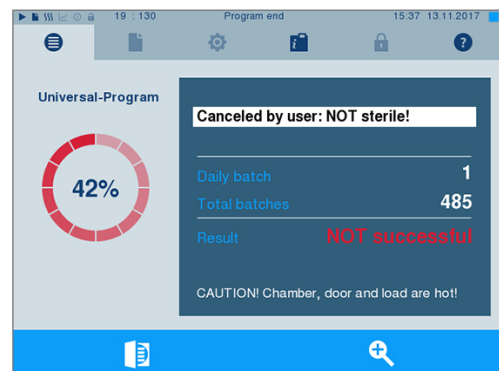 19 : 130 Program end 15:37 13.11.2017
i ?
Universal-Program
42%
Canceled by user: NOT sterile!
Daily batch 1
Total batches 485
Result NOT successful
CAUTION! Chamber, door and load are hot!